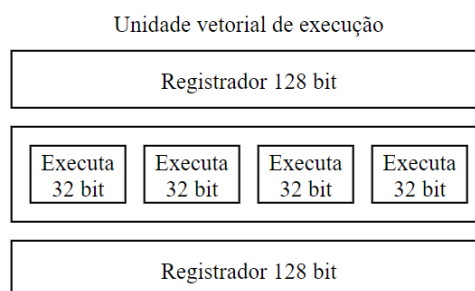 Unidade vetorial de execução
Registrador 128 bit
Executa Executa Executa Executa
32 bit 32 bit 32 bit 32 bit
Registrador 128 bit